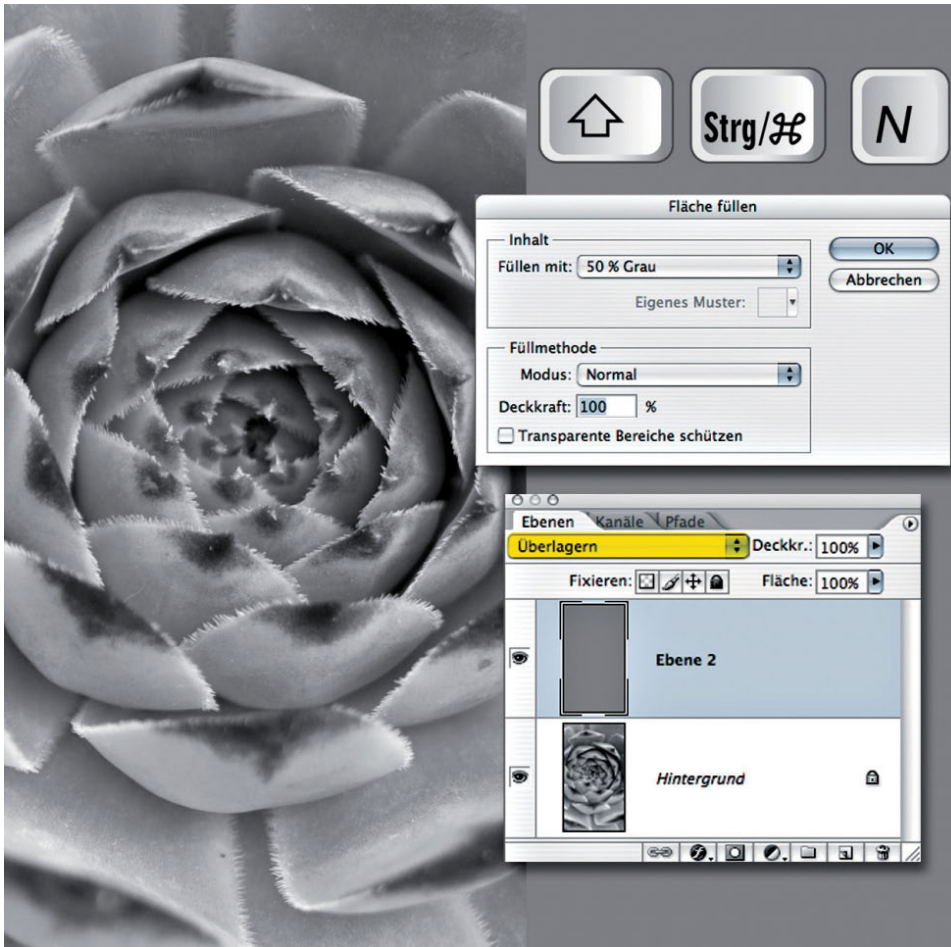 Strg/⌘
N
Fläche füllen
Inhalt
Füllen mit: 50 % Grau
Eigenes Muster:
Füllmethode
Modus: Normal
Deckkraft: 100 %
Transparente Bereiche schützen
OK
Abbrechen
Ebenen Kanäle Pfade
Überlagern Deckkr.: 100%
Fixieren: Fläche: 100%
Ebene 2
Hintergrund